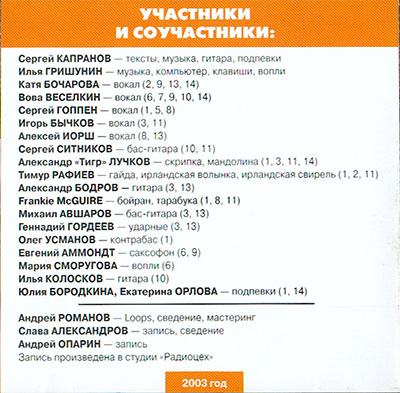 УЧАСТНИКИ
И СОУЧАСТНИКИ:
Сергей КАПРАНОВ — тексты, музыка, гитара, подпевки
Илья ГРИШУНИН — музыка, компьютер, клавиши, вопли
Катя БОЧАРОВА — вокал (2, 9, 13, 14)
Вова ВЕСЕЛКИН — вокал (6, 7, 9, 10, 14)
Сергей ГОППЕН — вокал (1, 5, 8)
Игорь БЫЧКОВ — вокал (3, 11)
Алексей ИОРШ — вокал (8, 13)
Сергей СИТНИКОВ — бас-гитара (10, 11)
Александр «Тигр» ЛУЧКОВ — скрипка, мандолина (1, 3, 11, 14)
Тимур РАФИЕВ — гайда, ирландская волынка, ирландская свирель (1, 2, 11)
Александр БОДРОВ — гитара (3, 13)
Frankie McGUIRE — бойран, тарабука (1, 8, 11)
Михаил АВШАРОВ — бас-гитара (3, 13)
Геннадий ГОРДЕЕВ — ударные (3, 13)
Олег УСМАНОВ — контрабас (1)
Евгений АММОНДТ — саксофон (6, 9)
Мария СМОРУГОВА — вопли (6)
Илья КОЛОСКОВ — гитара (10)
Юлия БОРОДКИНА, Екатерина ОРЛОВА — подпевки (1, 14)
Андрей РОМАНОВ — Loops, сведение, мастеринг
Слава АЛЕКСАНДРОВ — запись, сведение
Андрей ОПАРИН — запись
Запись произведена в студии «Радиоцех»
2003 год